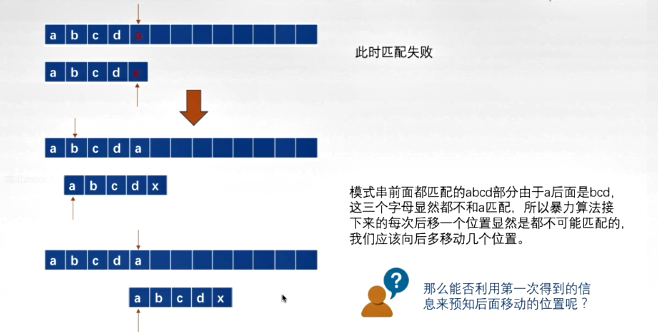 a b c d a
此时匹配失败
a b c d
a b c d a
a b c d x
模式串前面都匹配的abcd部分由于a后面是bcd，
这三个字母显然都不和a匹配，所以暴力算法接
下来的每次后移一个位置显然是都不可能匹配的，
我们应该向后多移动几个位置。
a b c d a
a b c d x
?
那么能否利用第一次得到的信
息来预知后面移动的位置呢？